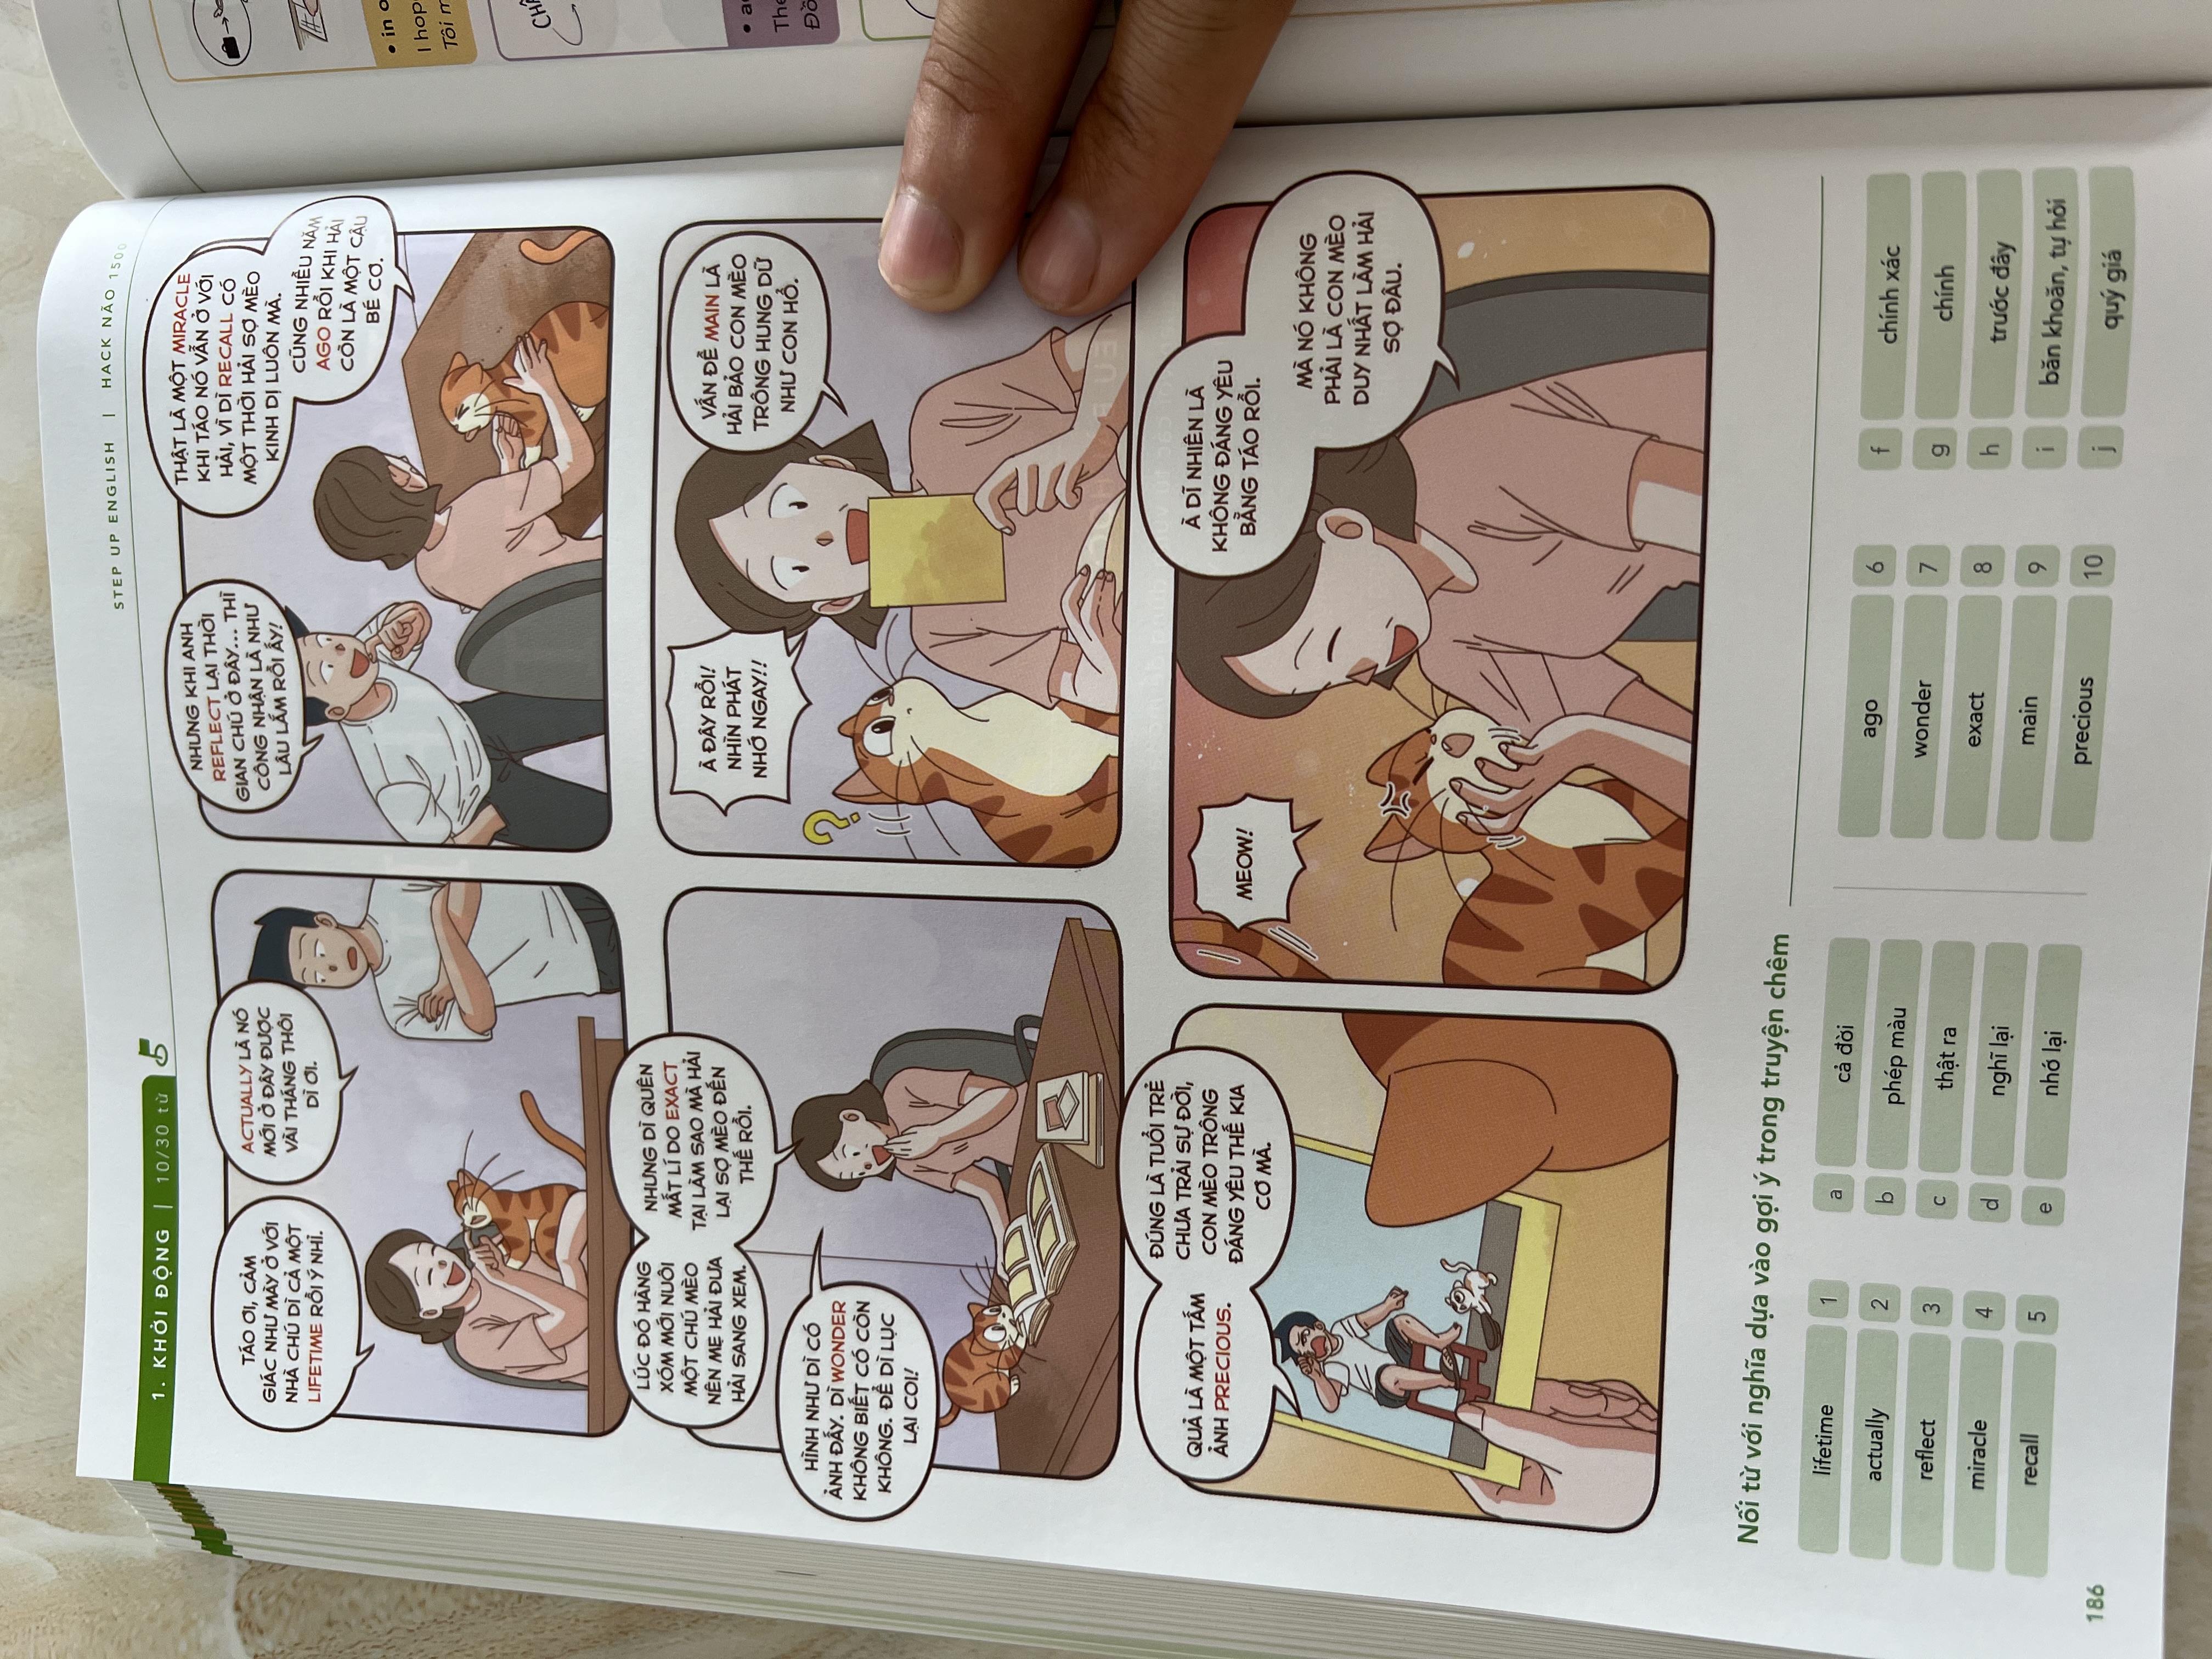 STEP UP ENGLISH | HACK NÃO 1500
1. KHỞI ĐỘNG | 10/30 từ
TÁO ƠI, CẢM
GIÁC NHƯ MÀY Ở VỚI
NHÀ CHÚ DÌ CẢ MỘT
LIFETIME RỒI Ý NHỈ.
ACTUALLY LÀ NÓ
MỚI Ở ĐÂY ĐƯỢC
VÀI THÁNG THÔI
DÌ ƠI.
NHƯNG KHI ANH
REFLECT LẠI THỜI
GIAN CHÚ Ở ĐÂY... THÌ
CÔNG NHẬN LÀ NHƯ
LÂU LẮM RỒI ẤY!
THẬT LÀ MỘT MIRACLE
KHI TÁO NÓ VẪN Ở VỚI
HẢI, VÌ DÌ RECALL CÓ
MỘT THỜI HẢI SỢ MÈO
KINH DỊ LUÔN MÀ.
CŨNG NHIỀU NĂM
AGO RỒI KHI HẢI
CÒN LÀ MỘT CẬU
BÉ CƠ.
LÚC ĐÓ HÀNG
XÓM MỚI NUÔI
MỘT CHÚ MÈO
NÊN MẸ HẢI ĐƯA
HẢI SANG XEM.
NHƯNG DÌ QUÊN
MẤT LÍ DO EXACT
TẠI LÀM SAO MÀ HẢI
LẠI SỢ MÈO ĐẾN
THẾ RỒI.
HÌNH NHƯ DÌ CÓ
ẢNH ĐẤY. DÌ WONDER
KHÔNG BIẾT CÓ CÒN
KHÔNG. ĐỂ DÌ LỤC
LẠI COI!
À ĐÂY RỒI!
NHÌN PHÁT
NHỚ NGAY!!
VẤN ĐỀ MAIN LÀ
HẢI BẢO CON MÈO
TRÔNG HUNG DỮ
NHƯ CON HỔ.
?
QUẢ LÀ MỘT TẤM
ẢNH PRECIOUS.
ĐÚNG LÀ TUỔI TRẺ
CHƯA TRẢI SỰ ĐỜI,
CON MÈO TRÔNG
ĐÁNG YÊU THẾ KIA
CƠ MÀ.
MEOW!
À DĨ NHIÊN LÀ
KHÔNG ĐÁNG YÊU
BẰNG TÁO RỒI.
MÀ NÓ KHÔNG
PHẢI LÀ CON MÈO
DUY NHẤT LÀM HẢI
SỢ ĐÂU.
Nối từ với nghĩa dựa vào gợi ý trong truyện chêm
lifetime 1 a cả đời
actually 2 b phép màu
reflect 3 c thật ra
miracle 4 d nghĩ lại
recall 5 e nhớ lại
ago 6 f chính xác
wonder 7 g chính
exact 8 h trước đây
main 9 i băn khoăn, tự hỏi
precious 10 j quý giá
186
• in
I
Tôi
•